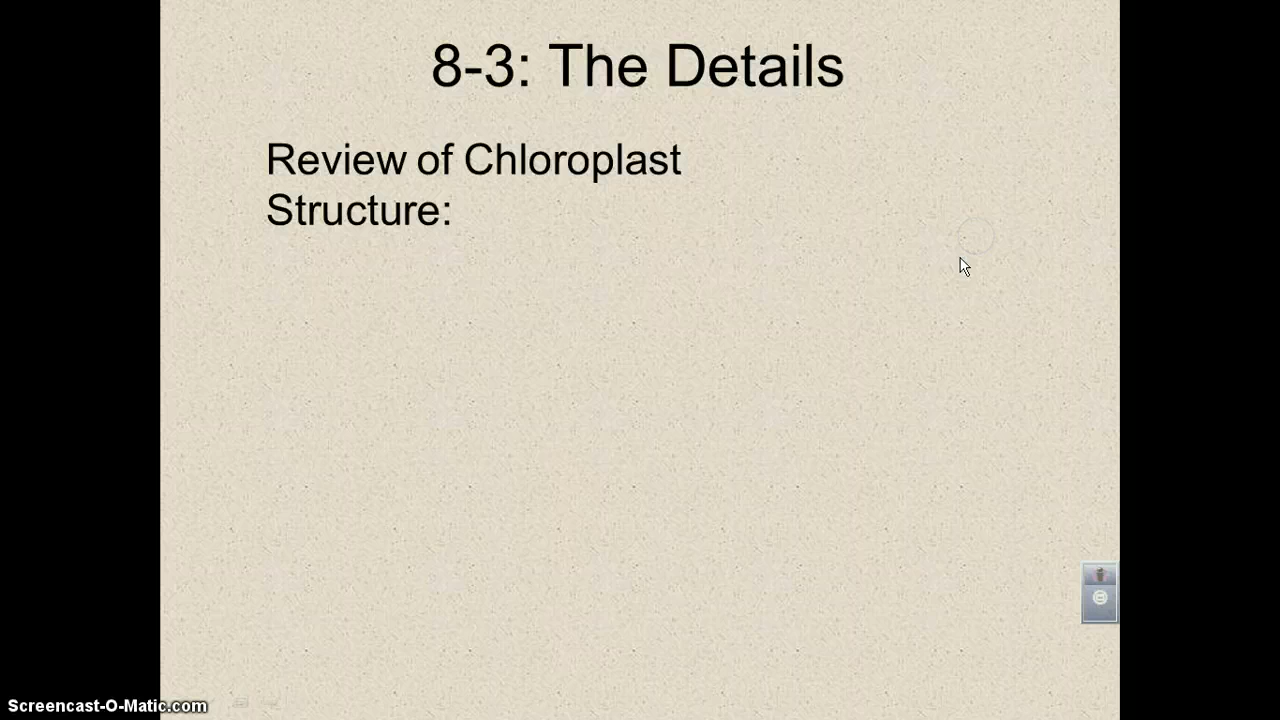 8-3: The Details
Review of Chloroplast
Structure:
Screencast-O-Matic.com